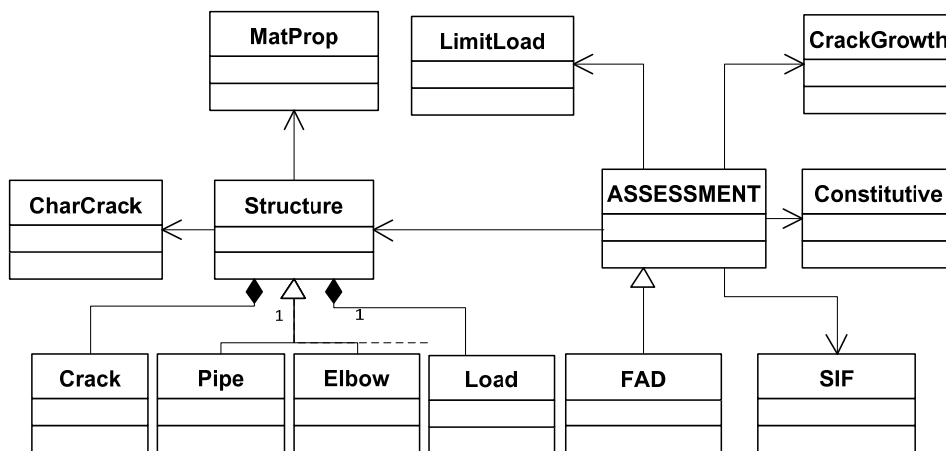 MatProp
LimitLoad
CrackGrowth
CharCrack
Structure
ASSESSMENT
Constitutive
1
1
Crack
Pipe
Elbow
Load
FAD
SIF